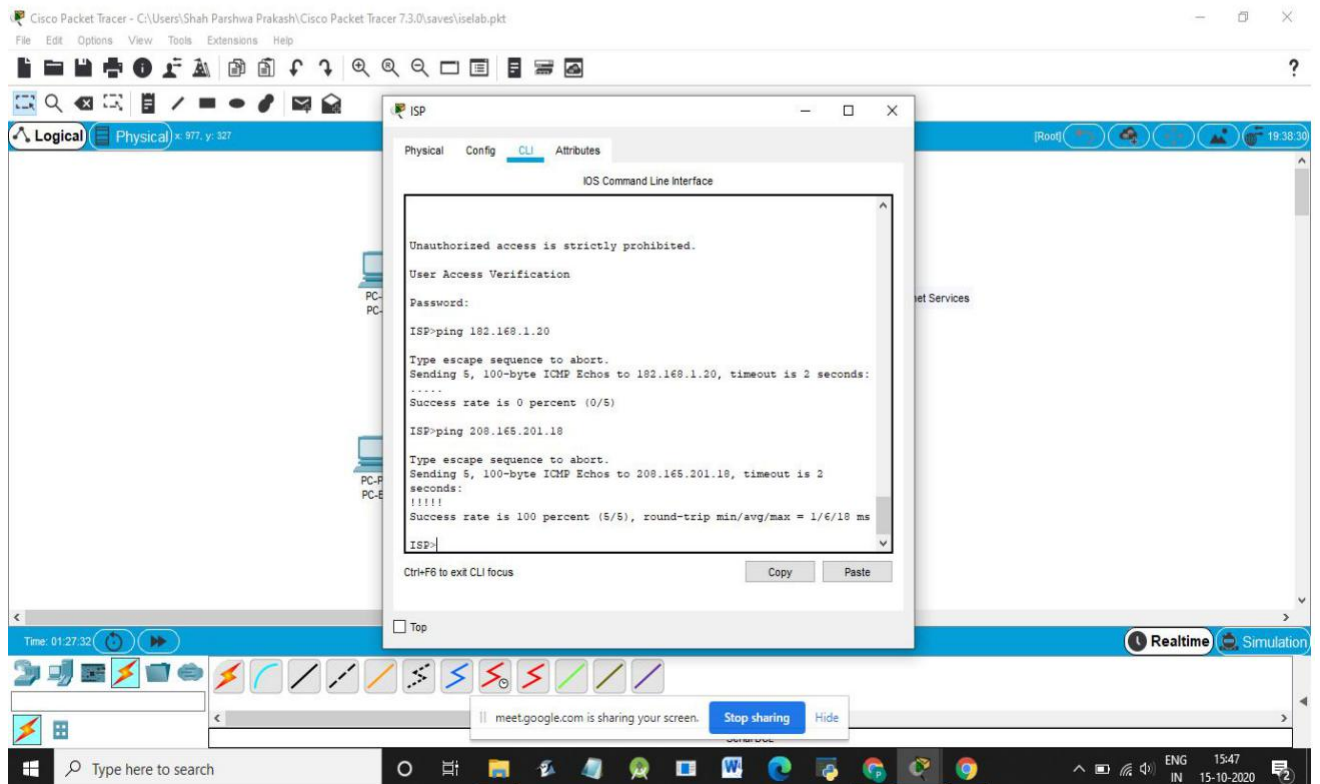 Cisco Packet Tracer - C:\Users\Shah Parshwa Prakash\Cisco Packet Tracer 7.3.0\saves\iselab.pkt
File Edit Options View Tools Extensions Help
?
ISP
Logical Physical x: 977, y: 327
[Root] 19:38:30
Physical Config CLI Attributes
IOS Command Line Interface
Unauthorized access is strictly prohibited.
User Access Verification
Password:
ISP>ping 182.168.1.20
Type escape sequence to abort.
Sending 5, 100-byte ICMP Echos to 182.168.1.20, timeout is 2 seconds:
.....
Success rate is 0 percent (0/5)
ISP>ping 208.165.201.18
Type escape sequence to abort.
Sending 5, 100-byte ICMP Echos to 208.165.201.18, timeout is 2
seconds:
!!!!!
Success rate is 100 percent (5/5), round-trip min/avg/max = 1/6/18 ms
ISP>
PC-
PC-
et Services
PC-P
PC-E
Ctrl+F6 to exit CLI focus Copy Paste
Top
Time: 01:27:32 Realtime Simulation
meet.google.com is sharing your screen. Stop sharing Hide
Type here to search
ENG 15:47
IN 15-10-2020
2